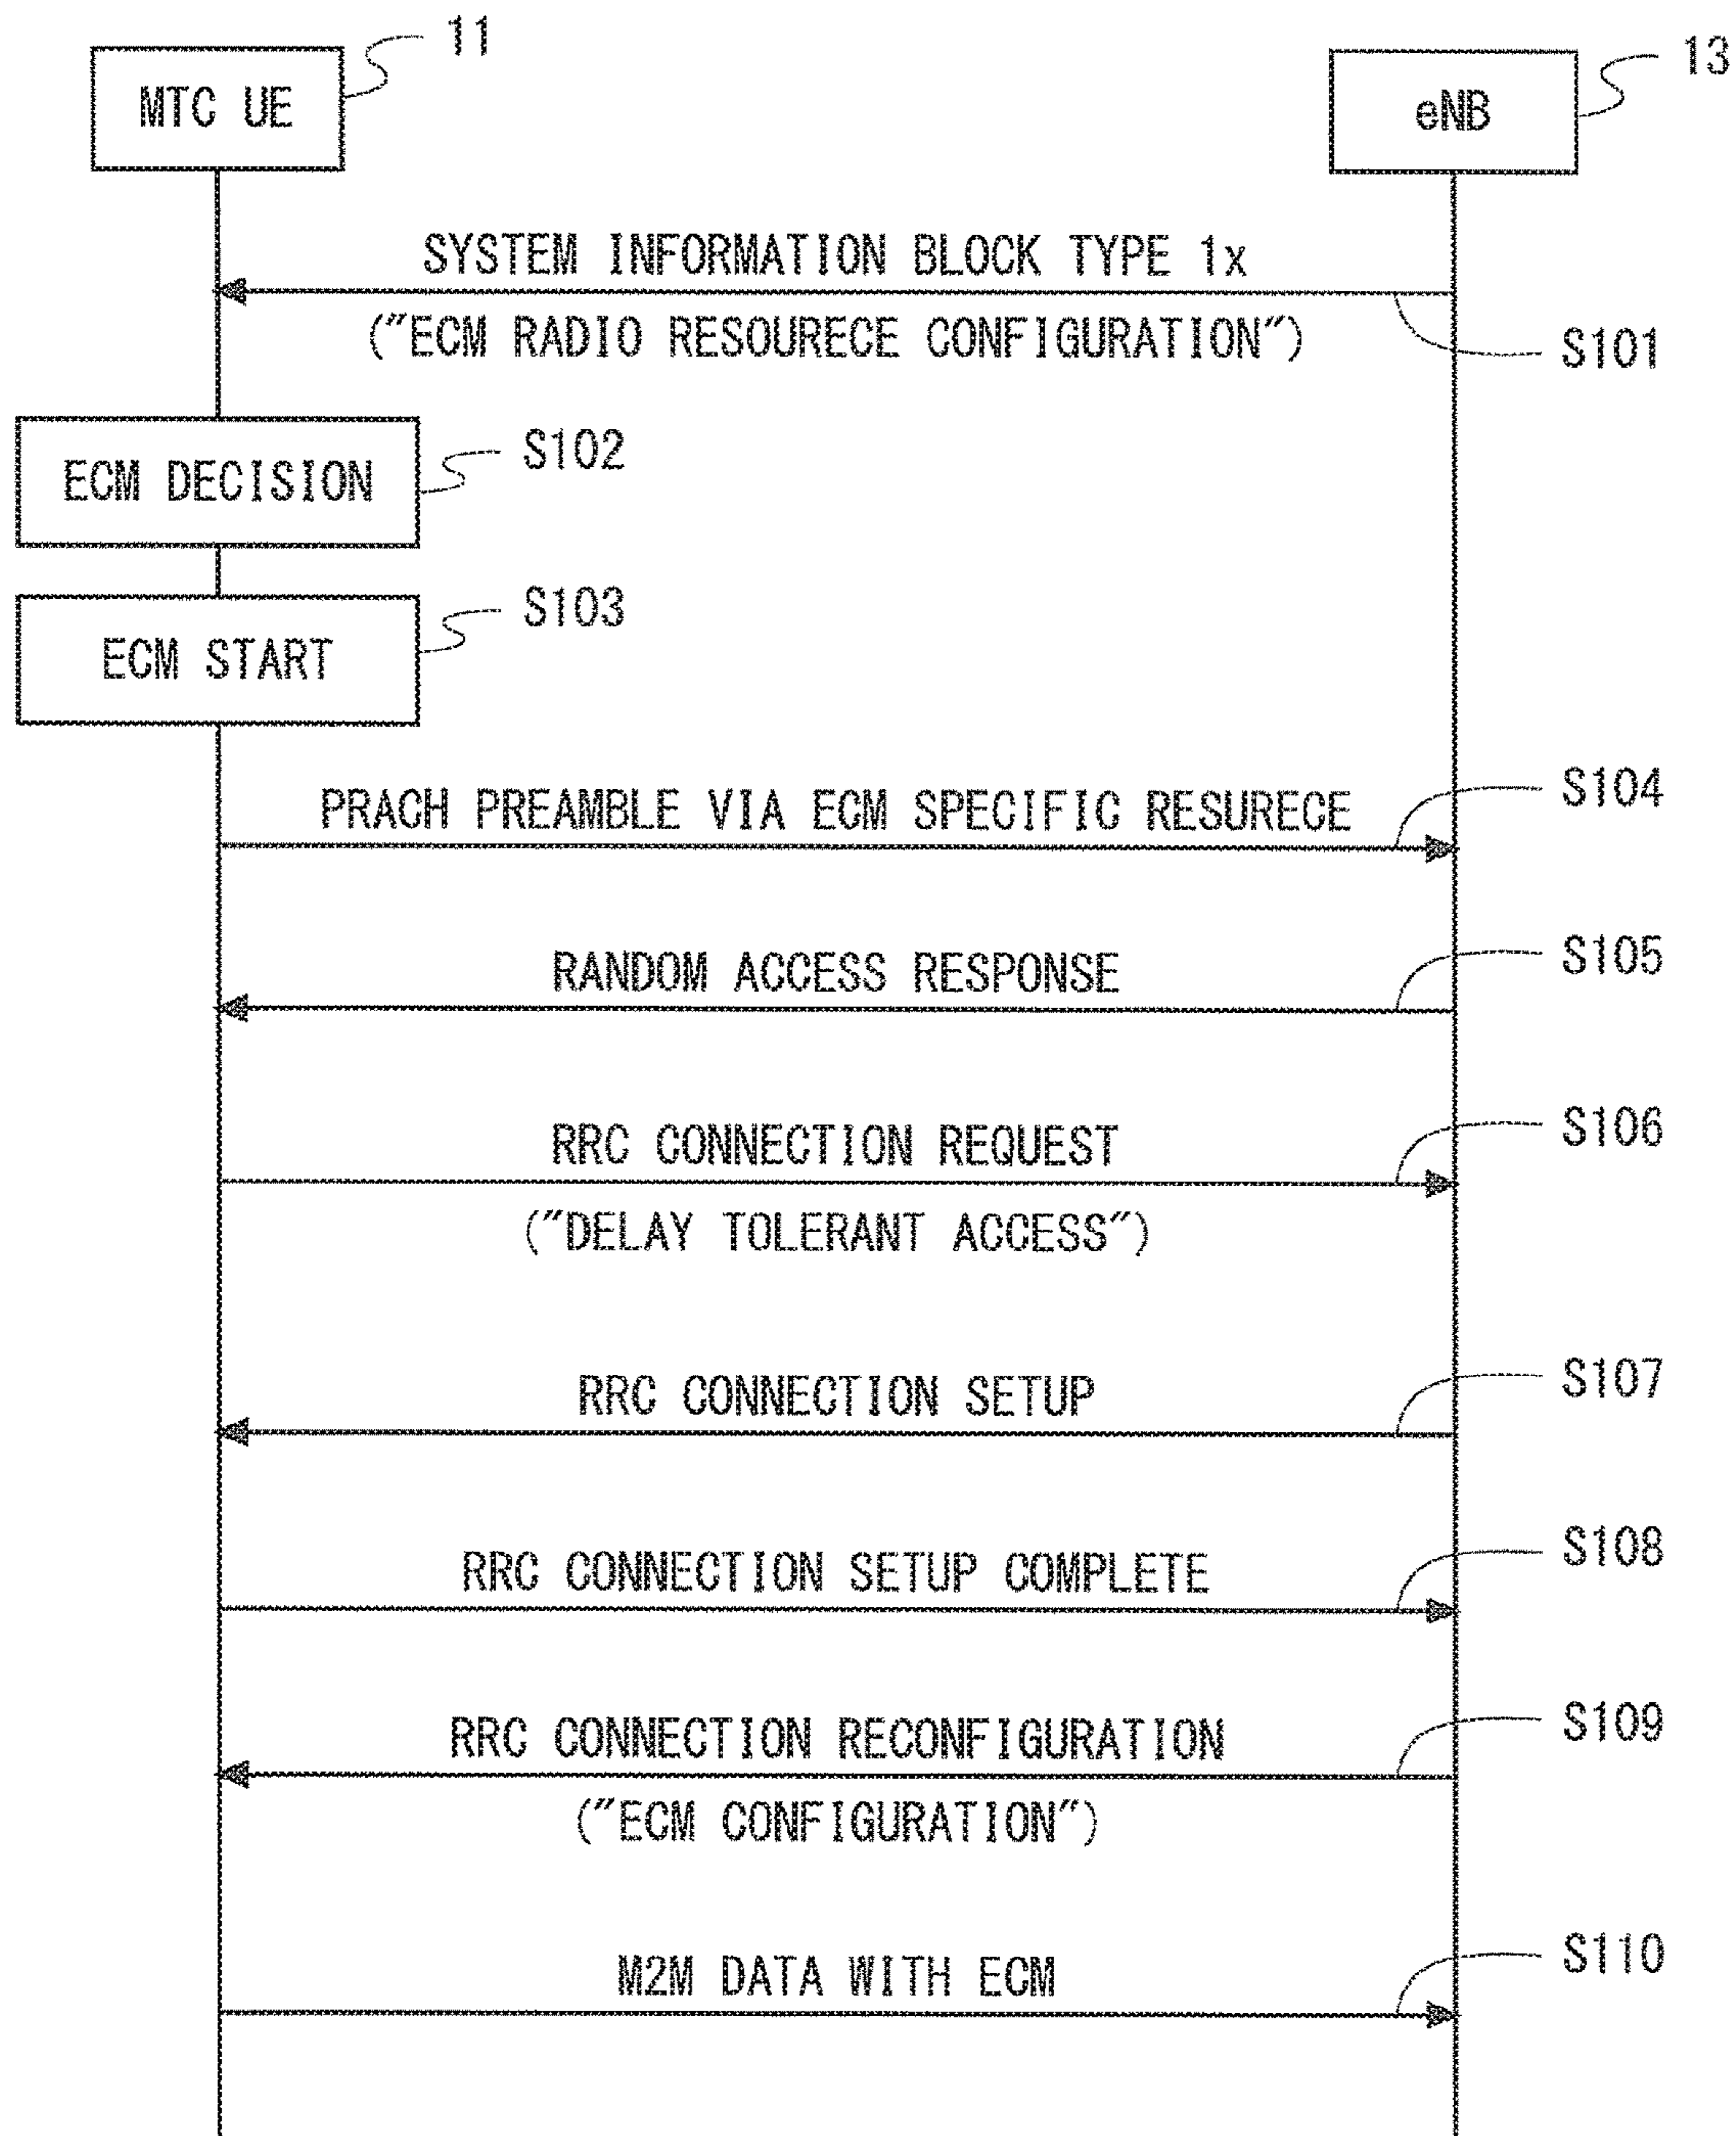 11
13
MTC UE
eNB
SYSTEM INFORMATION BLOCK TYPE 1x
("ECM RADIO RESOURECE CONFIGURATION")
S101
ECM DECISION
S102
ECM START
S103
PRACH PREAMBLE VIA ECM SPECIFIC RESURECE
S104
RANDOM ACCESS RESPONSE
S105
RRC CONNECTION REQUEST
S106
("DELAY TOLERANT ACCESS")
RRC CONNECTION SETUP
S107
RRC CONNECTION SETUP COMPLETE
S108
RRC CONNECTION RECONFIGURATION
S109
("ECM CONFIGURATION")
M2M DATA WITH ECM
S110